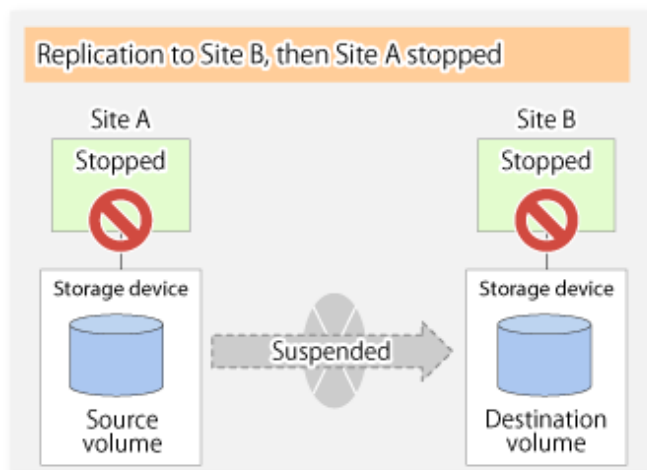 Replication to Site B, then Site A stopped
Site A
Site B
Stopped
Stopped
Storage device
Storage device
Suspended
Source
volume
Destination
volume